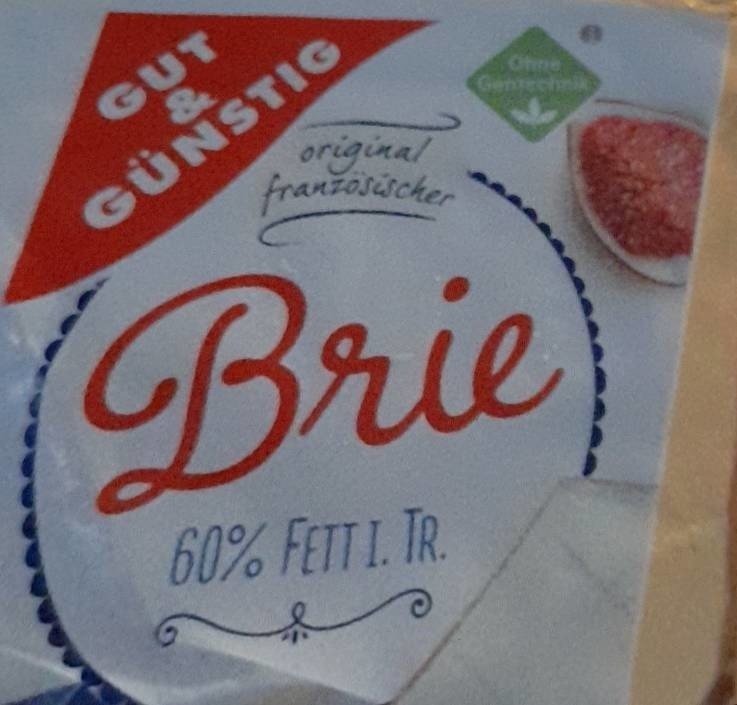 GUT
&
GÜNSTIG
Ohne
Gentechnik
original
französischer
Brie
60% FETT I. TR.